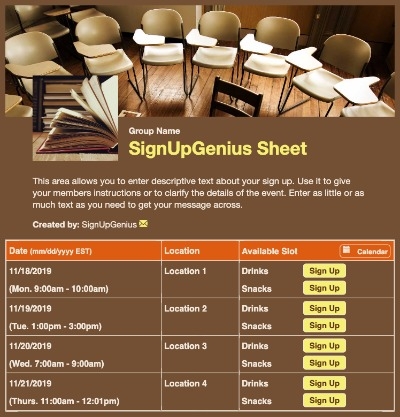 Group Name
SignUpGenius Sheet
This area allows you to enter descriptive text about your sign up. Use it to give
your members instructions or to clarify the details of the event. Enter as little or as
much text as you need to get your message across.
Created by: SignUpGenius
Date (mm/dd/yyyy EST) Location Available Slot Calendar
11/18/2019 Location 1 Drinks Sign Up
(Mon. 9:00am - 10:00am) Snacks Sign Up
11/19/2019 Location 2 Drinks Sign Up
(Tue. 1:00pm - 3:00pm) Snacks Sign Up
11/20/2019 Location 3 Drinks Sign Up
(Wed. 7:00am - 9:00am) Snacks Sign Up
11/21/2019 Location 4 Drinks Sign Up
(Thurs. 11:00am - 12:01pm) Snacks Sign Up